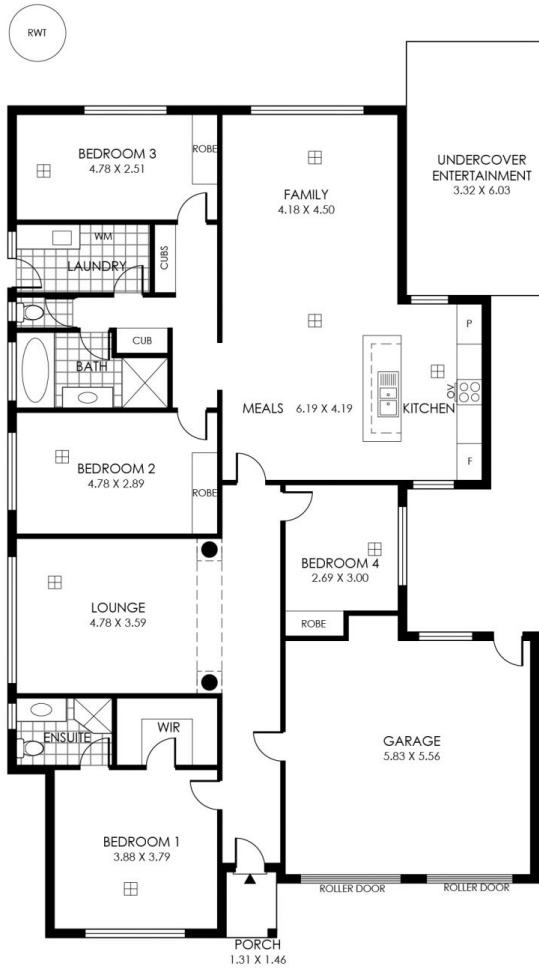 RWT
BEDROOM 3
4.78 X 2.51
ROBE
FAMILY
4.18 X 4.50
UNDERCOVER
ENTERTAINMENT
3.32 X 6.03
WM
LAUNDRY
CUBS
CUB
BATH
P
MEALS 6.19 X 4.19 KITCHEN
OV
F
BEDROOM 2
4.78 X 2.89
ROBE
BEDROOM 4
2.69 X 3.00
ROBE
LOUNGE
4.78 X 3.59
ENSUITE
WIR
GARAGE
5.83 X 5.56
BEDROOM 1
3.88 X 3.79
ROLLER DOOR
ROLLER DOOR
PORCH
1.31 X 1.46